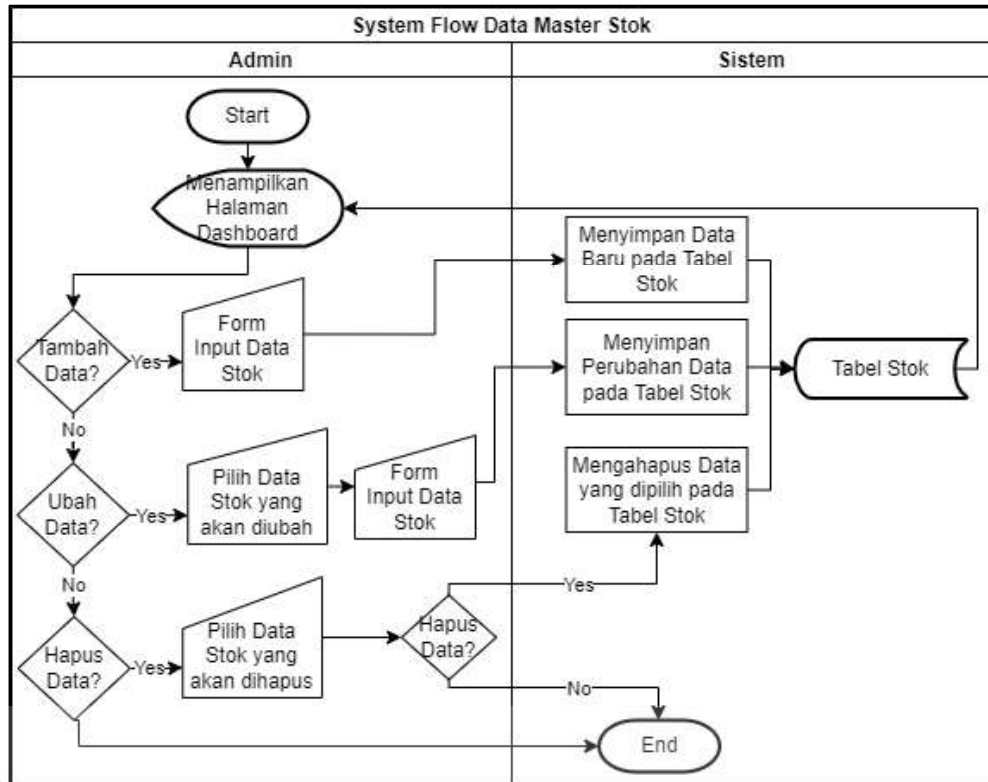 System Flow Data Master Stok
Admin
Sistem
Start
Menampilkan
Halaman
Dashboard
Menyimpan Data
Baru pada Tabel
Stok
Form
Input Data
Stok
Tambah
Data?
Yes
Menyimpan
Perubahan Data
pada Tabel Stok
Tabel Stok
No
Ubah
Data?
Yes
Pilih Data
Stok yang
akan diubah
Form
Input Data
Stok
Mengahapus Data
yang dipilih pada
Tabel Stok
No
Yes
Hapus
Data?
Yes
Pilih Data
Stok yang
akan dihapus
Hapus
Data?
No
End